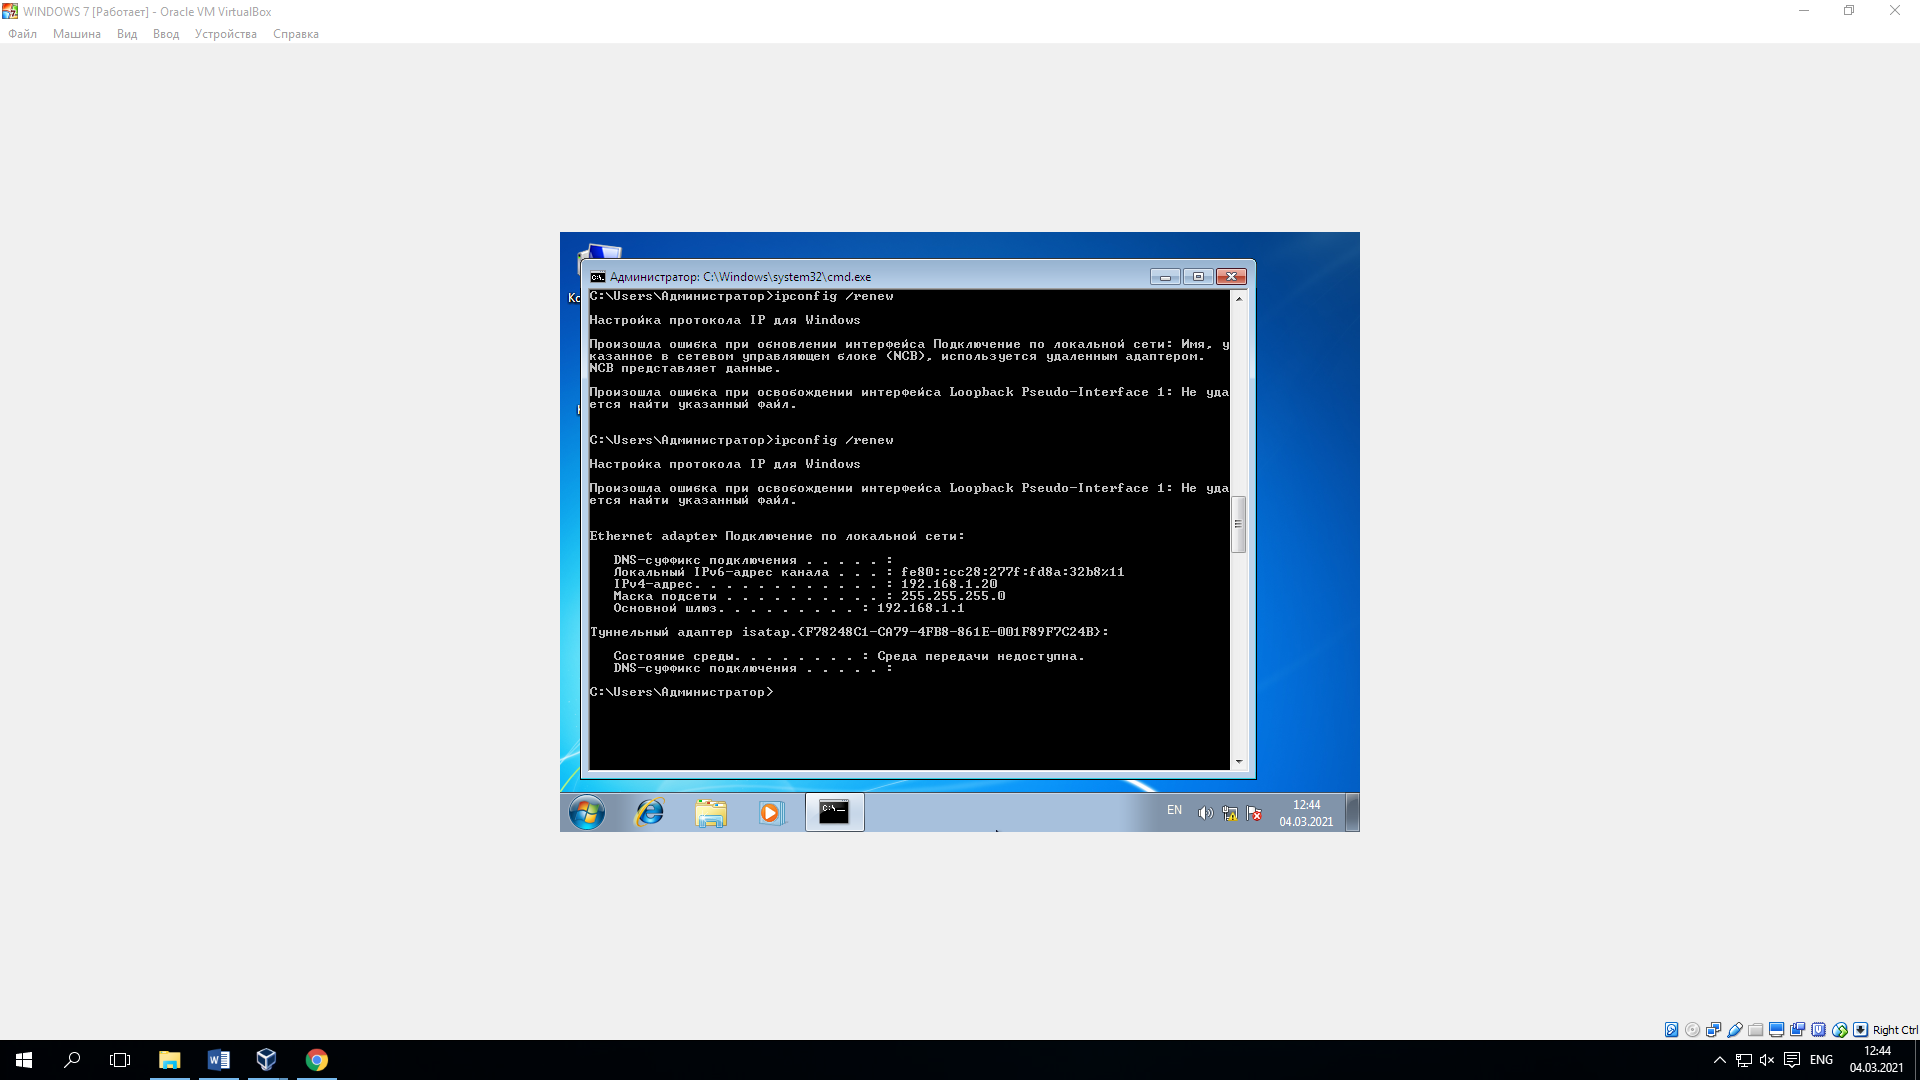 WINDOWS 7 [Работает] - Oracle VM VirtualBox
Файл Машина Вид Ввод Устройства Справка
Администратор: C:\Windows\system32\cmd.exe
C:\Users\Администратор>ipconfig /renew
Настройка протокола IP для Windows
Произошла ошибка при обновлении интерфейса Подключение по локальной сети: Имя, у
казанное в сетевом управляющем блоке (NCB), используется удаленным адаптером.
NCB представляет данные.
Произошла ошибка при освобождении интерфейса Loopback Pseudo-Interface 1: Не уда
ется найти указанный файл.
C:\Users\Администратор>ipconfig /renew
Настройка протокола IP для Windows
Произошла ошибка при освобождении интерфейса Loopback Pseudo-Interface 1: Не уда
ется найти указанный файл.
Ethernet adapter Подключение по локальной сети:
DNS-суффикс подключения . . . . . :
Локальный IPv6-адрес канала . . . : fe80::cc28:277f:fd8a:32b8%11
IPv4-адрес. . . . . . . . . . . . : 192.168.1.20
Маска подсети . . . . . . . . . . : 255.255.255.0
Основной шлюз. . . . . . . . . : 192.168.1.1
Туннельный адаптер isatap.{F78248C1-CA79-4FB8-861E-001F89F7C24B}:
Состояние среды. . . . . . . . : Среда передачи недоступна.
DNS-суффикс подключения . . . . . :
C:\Users\Администратор>
EN
12:44
04.03.2021
Right Ctrl
ENG
12:44
04.03.2021